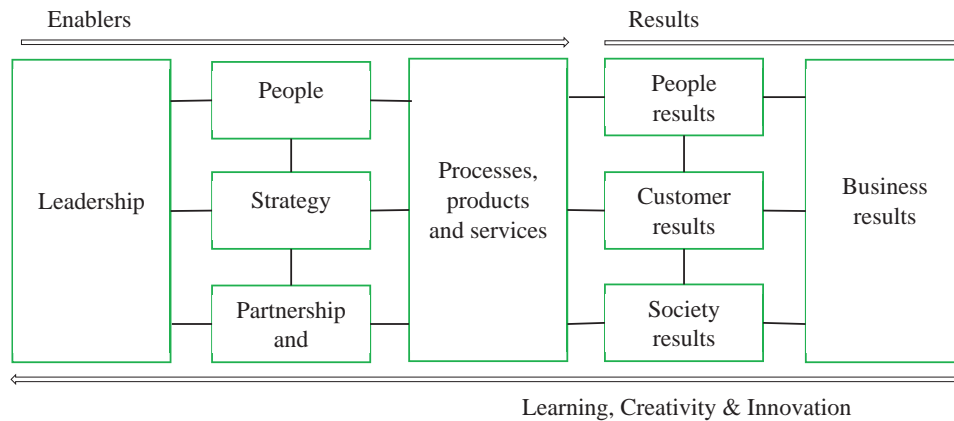 Enablers
Results
Leadership
People
Strategy
Partnership
and
Processes,
products
and services
People
results
Customer
results
Society
results
Business
results
Learning, Creativity & Innovation